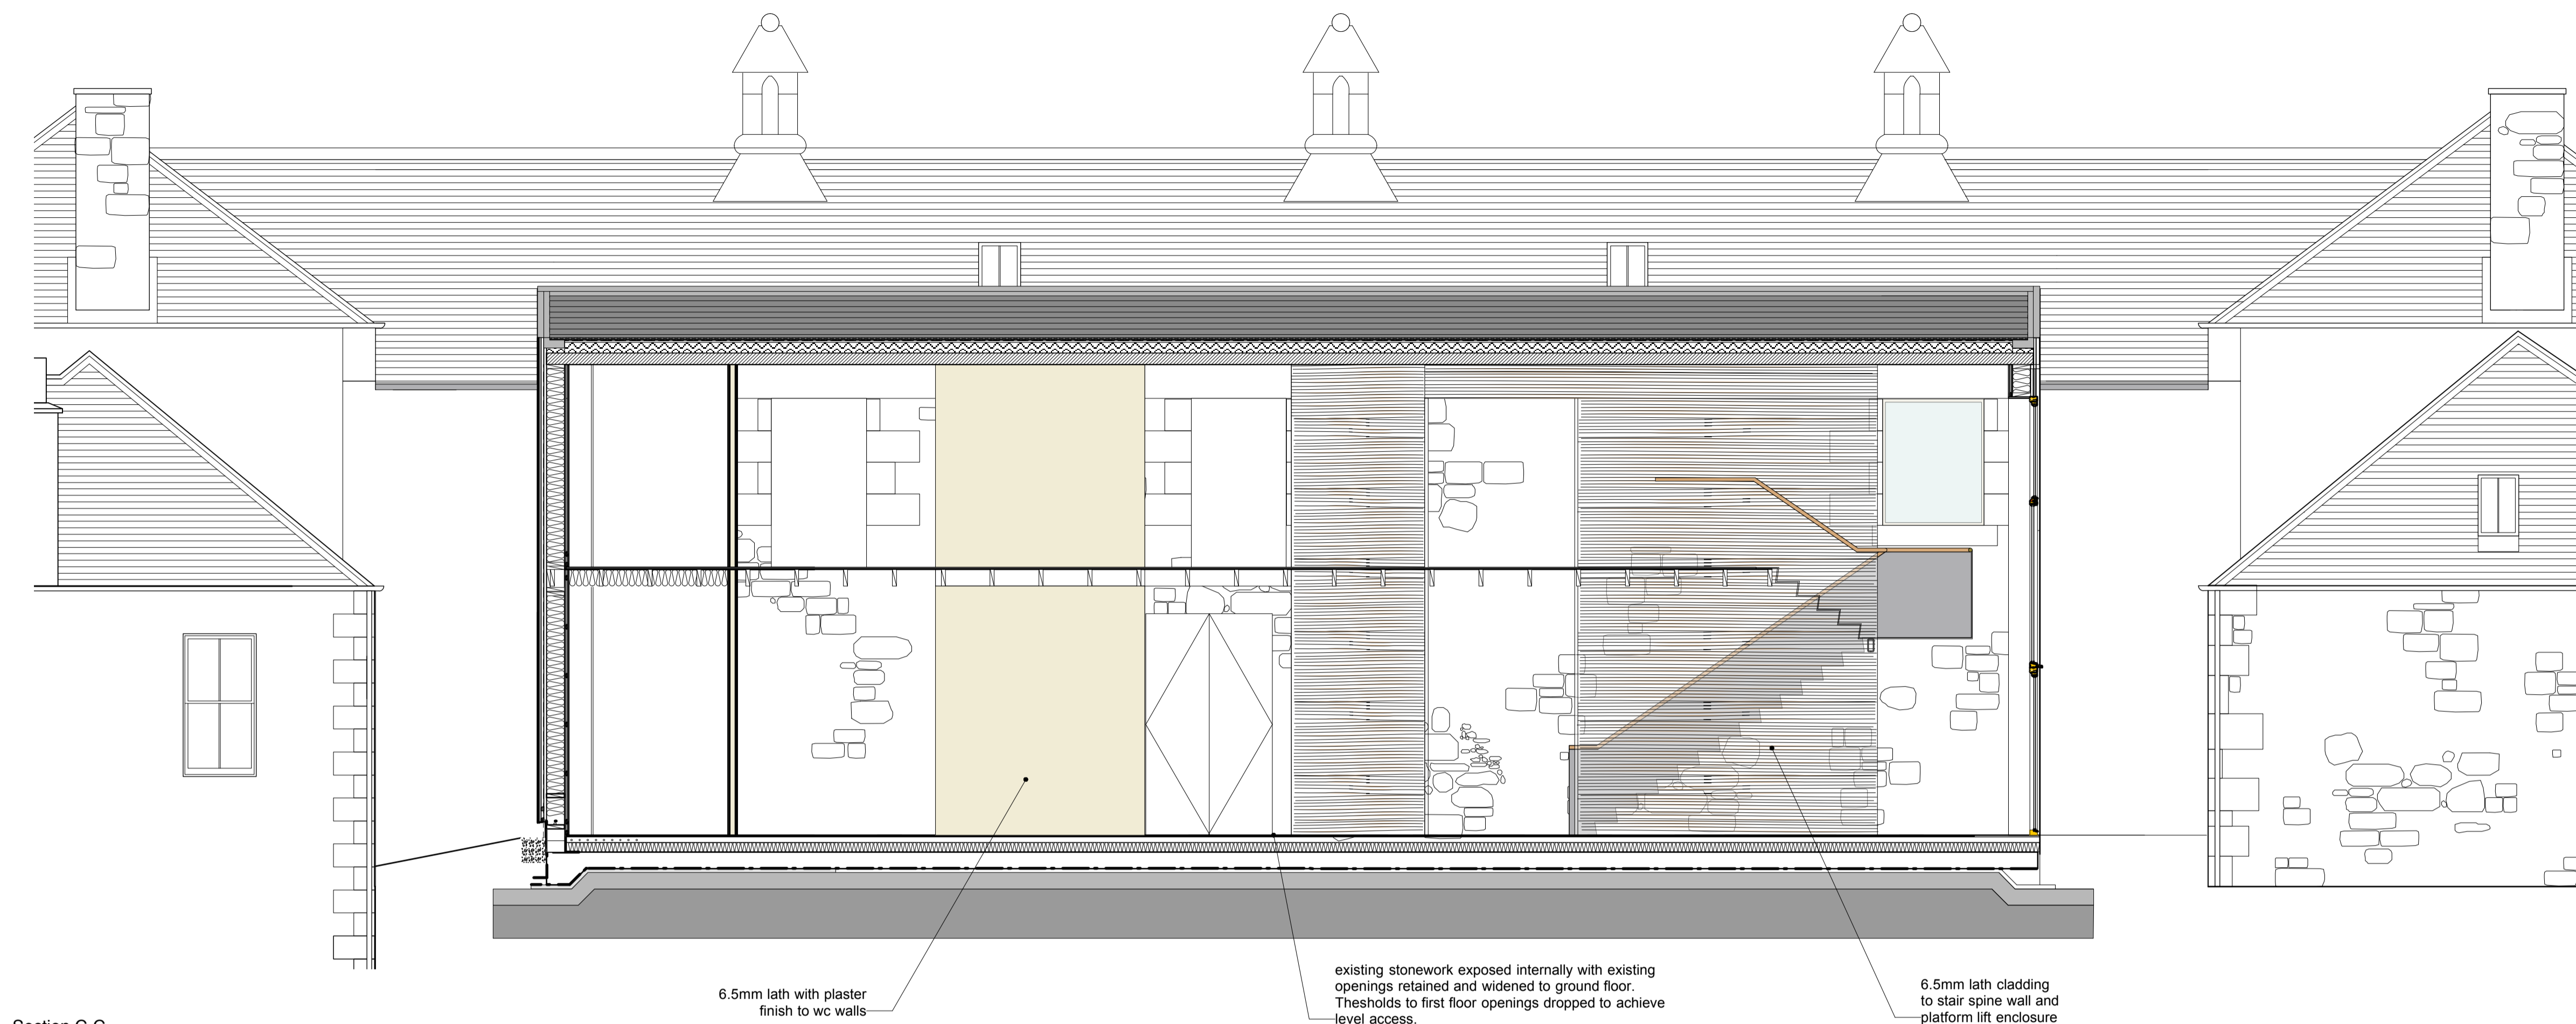 6.5mm lath with plaster
finish to wc walls
existing stonework exposed internally with existing
openings retained and widened to ground floor.
Thesholds to first floor openings dropped to achieve
level access.
6.5mm lath cladding
to stair spine wall and
platform lift enclosure
Section